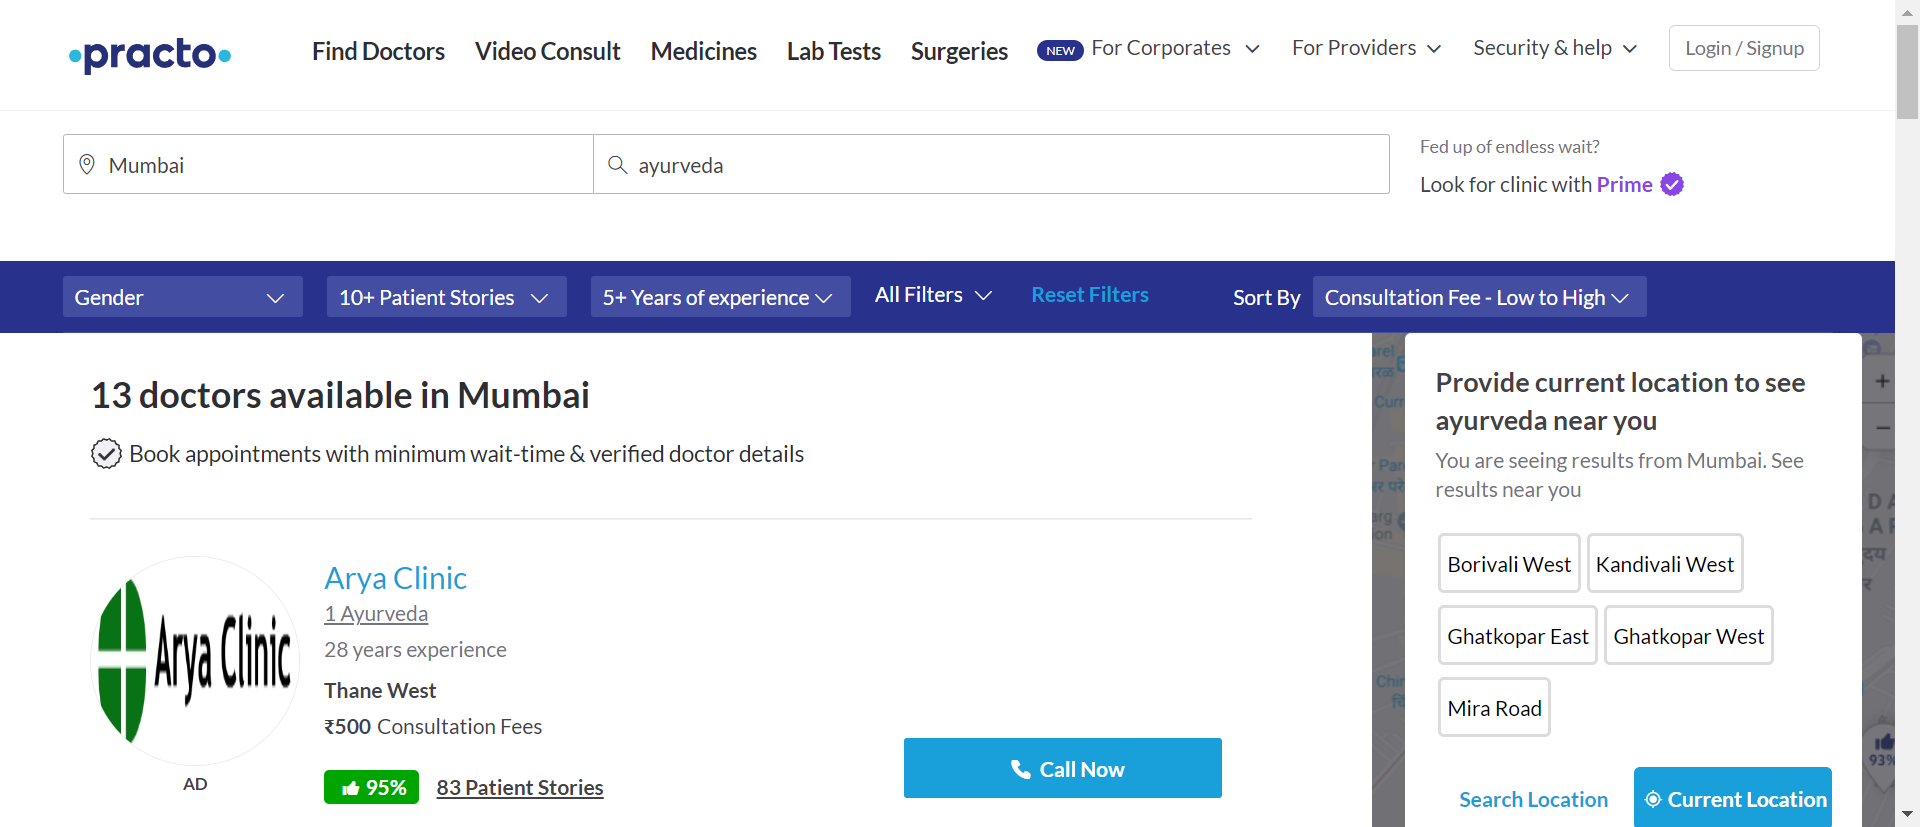 practo
Find Doctors
Video Consult
Medicines
Lab Tests
Surgeries
NEW
For Corporates
For Providers
Security & help
Login / Signup
Mumbai
ayurveda
Fed up of endless wait?
Look for clinic with Prime
Gender
10+ Patient Stories
5+ Years of experience
All Filters
Reset Filters
Sort By
Consultation Fee - Low to High
13 doctors available in Mumbai
Book appointments with minimum wait-time & verified doctor details
Arya Clinic
AD
Arya Clinic
1 Ayurveda
28 years experience
Thane West
₹500 Consultation Fees
95%
83 Patient Stories
Call Now
Provide current location to see
ayurveda near you
You are seeing results from Mumbai. See
results near you
Borivali West
Kandivali West
Ghatkopar East
Ghatkopar West
Mira Road
Search Location
Current Location
93%